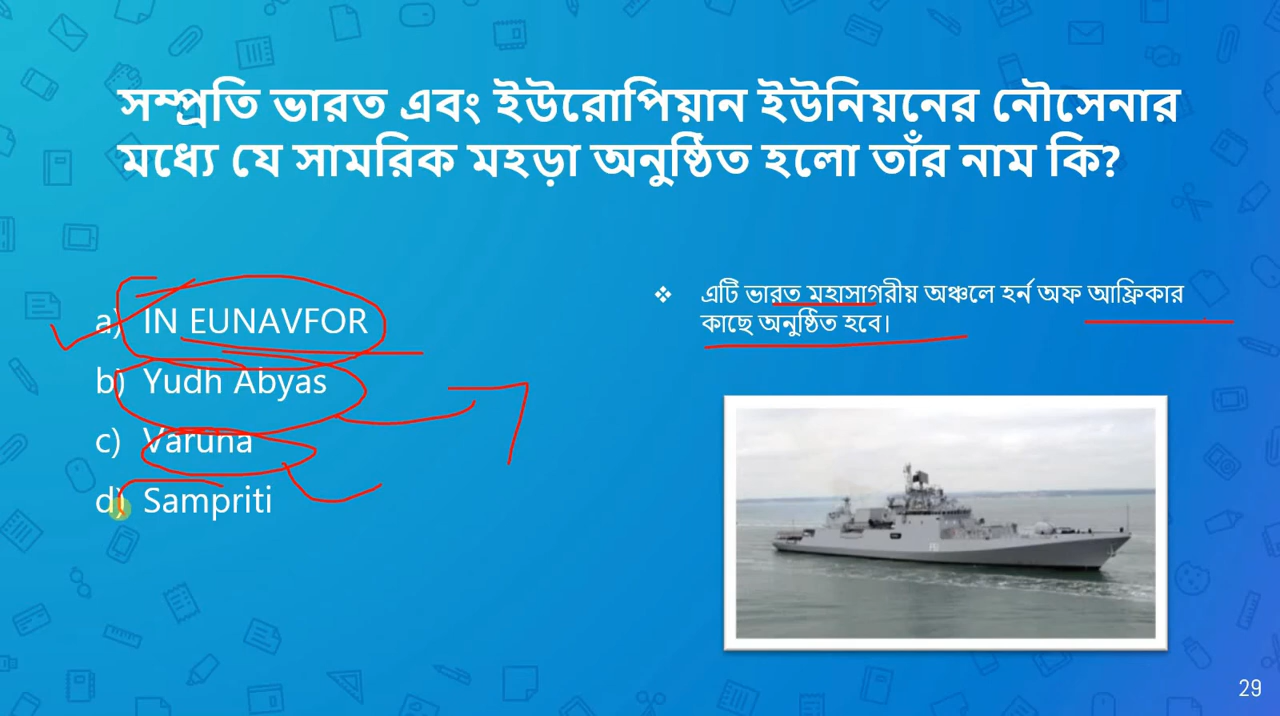 সম্প্রতি ভারত এবং ইউরোপিয়ান ইউনিয়নের নৌসেনার
মধ্যে যে সামরিক মহড়া অনুষ্ঠিত হলো তাঁর নাম কি?
a) IN EUNAVFOR
b) Yudh Abyas
c) Varuna
d) Sampriti
❖ এটি ভারত মহাসাগরীয় অঞ্চলে হর্ন অফ আফ্রিকার
কাছে অনুষ্ঠিত হবে।
29